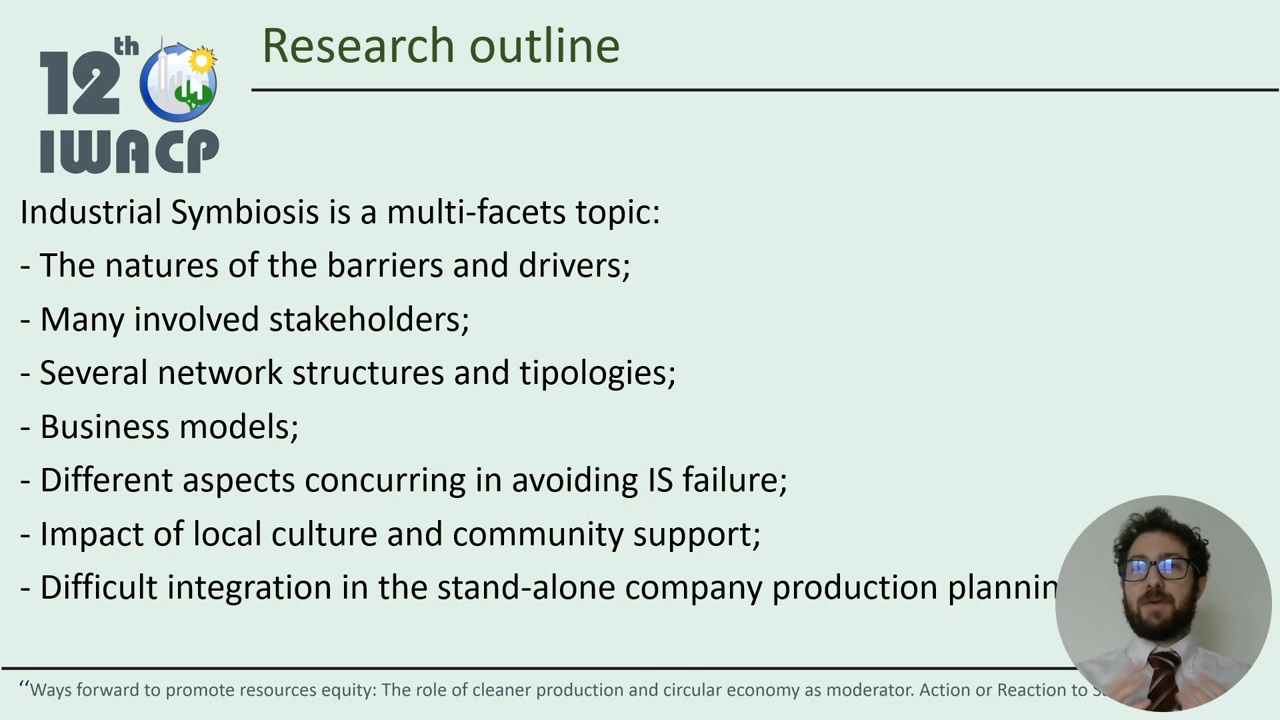 12th
IWACP
Research outline
Industrial Symbiosis is a multi-facets topic:
- The natures of the barriers and drivers;
- Many involved stakeholders;
- Several network structures and tipologies;
- Business models;
- Different aspects concurring in avoiding IS failure;
- Impact of local culture and community support;
- Difficult integration in the stand-alone company production plannin
“Ways forward to promote resources equity: The role of cleaner production and circular economy as moderator. Action or Reaction to